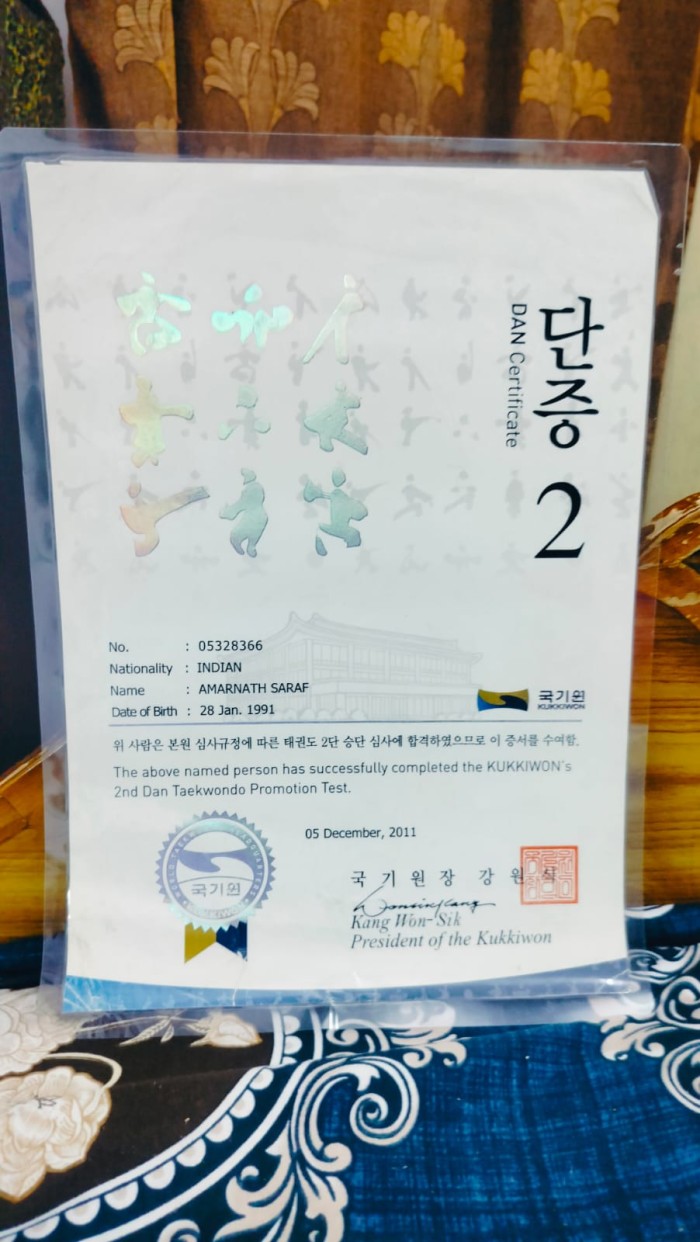 단증
DAN Certificate
2
No. : 05328366
Nationality : INDIAN
Name : AMARNATH SARAF
Date of Birth : 28 Jan. 1991
국기원
KUKKIWON
위 사람은 본원 심사규정에 따른 태권도 2단 승단 심사에 합격하였으므로 이 증서를 수여함.
The above named person has successfully completed the KUKKIWON's
2nd Dan Taekwondo Promotion Test.
05 December, 2011
국기원
KUKKIWON
국 기 원 장 강 원 식
Kang Won-Sik
President of the Kukkiwon